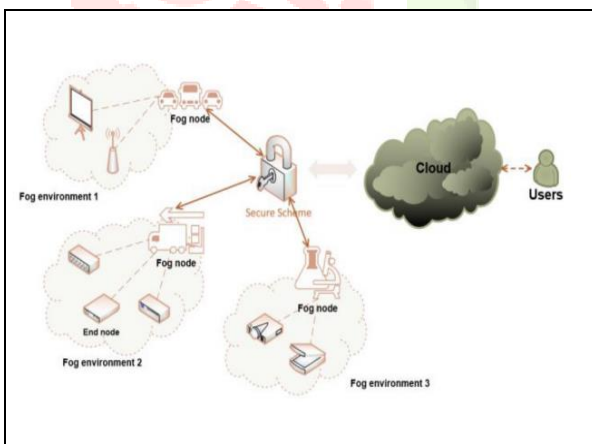 Fog node
Fog environment 1
Secure Scheme
Cloud
Users
Fog node
End node
Fog environment 2
Fog node
Fog environment 3